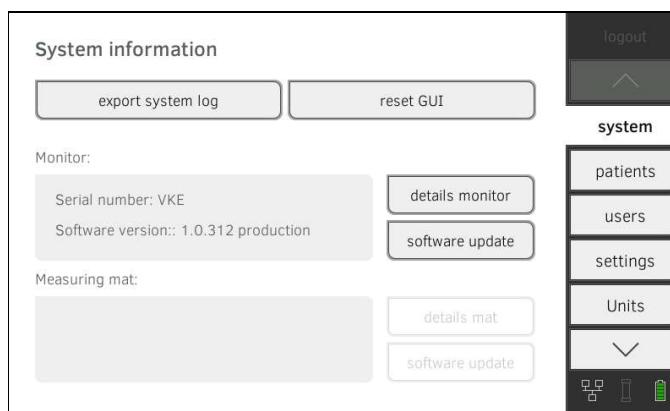 logout
System information
export system log
reset GUI
system
Monitor:
patients
Serial number: VKE
details monitor
users
Software version:: 1.0.312 production
software update
settings
Measuring mat:
Units
details mat
software update